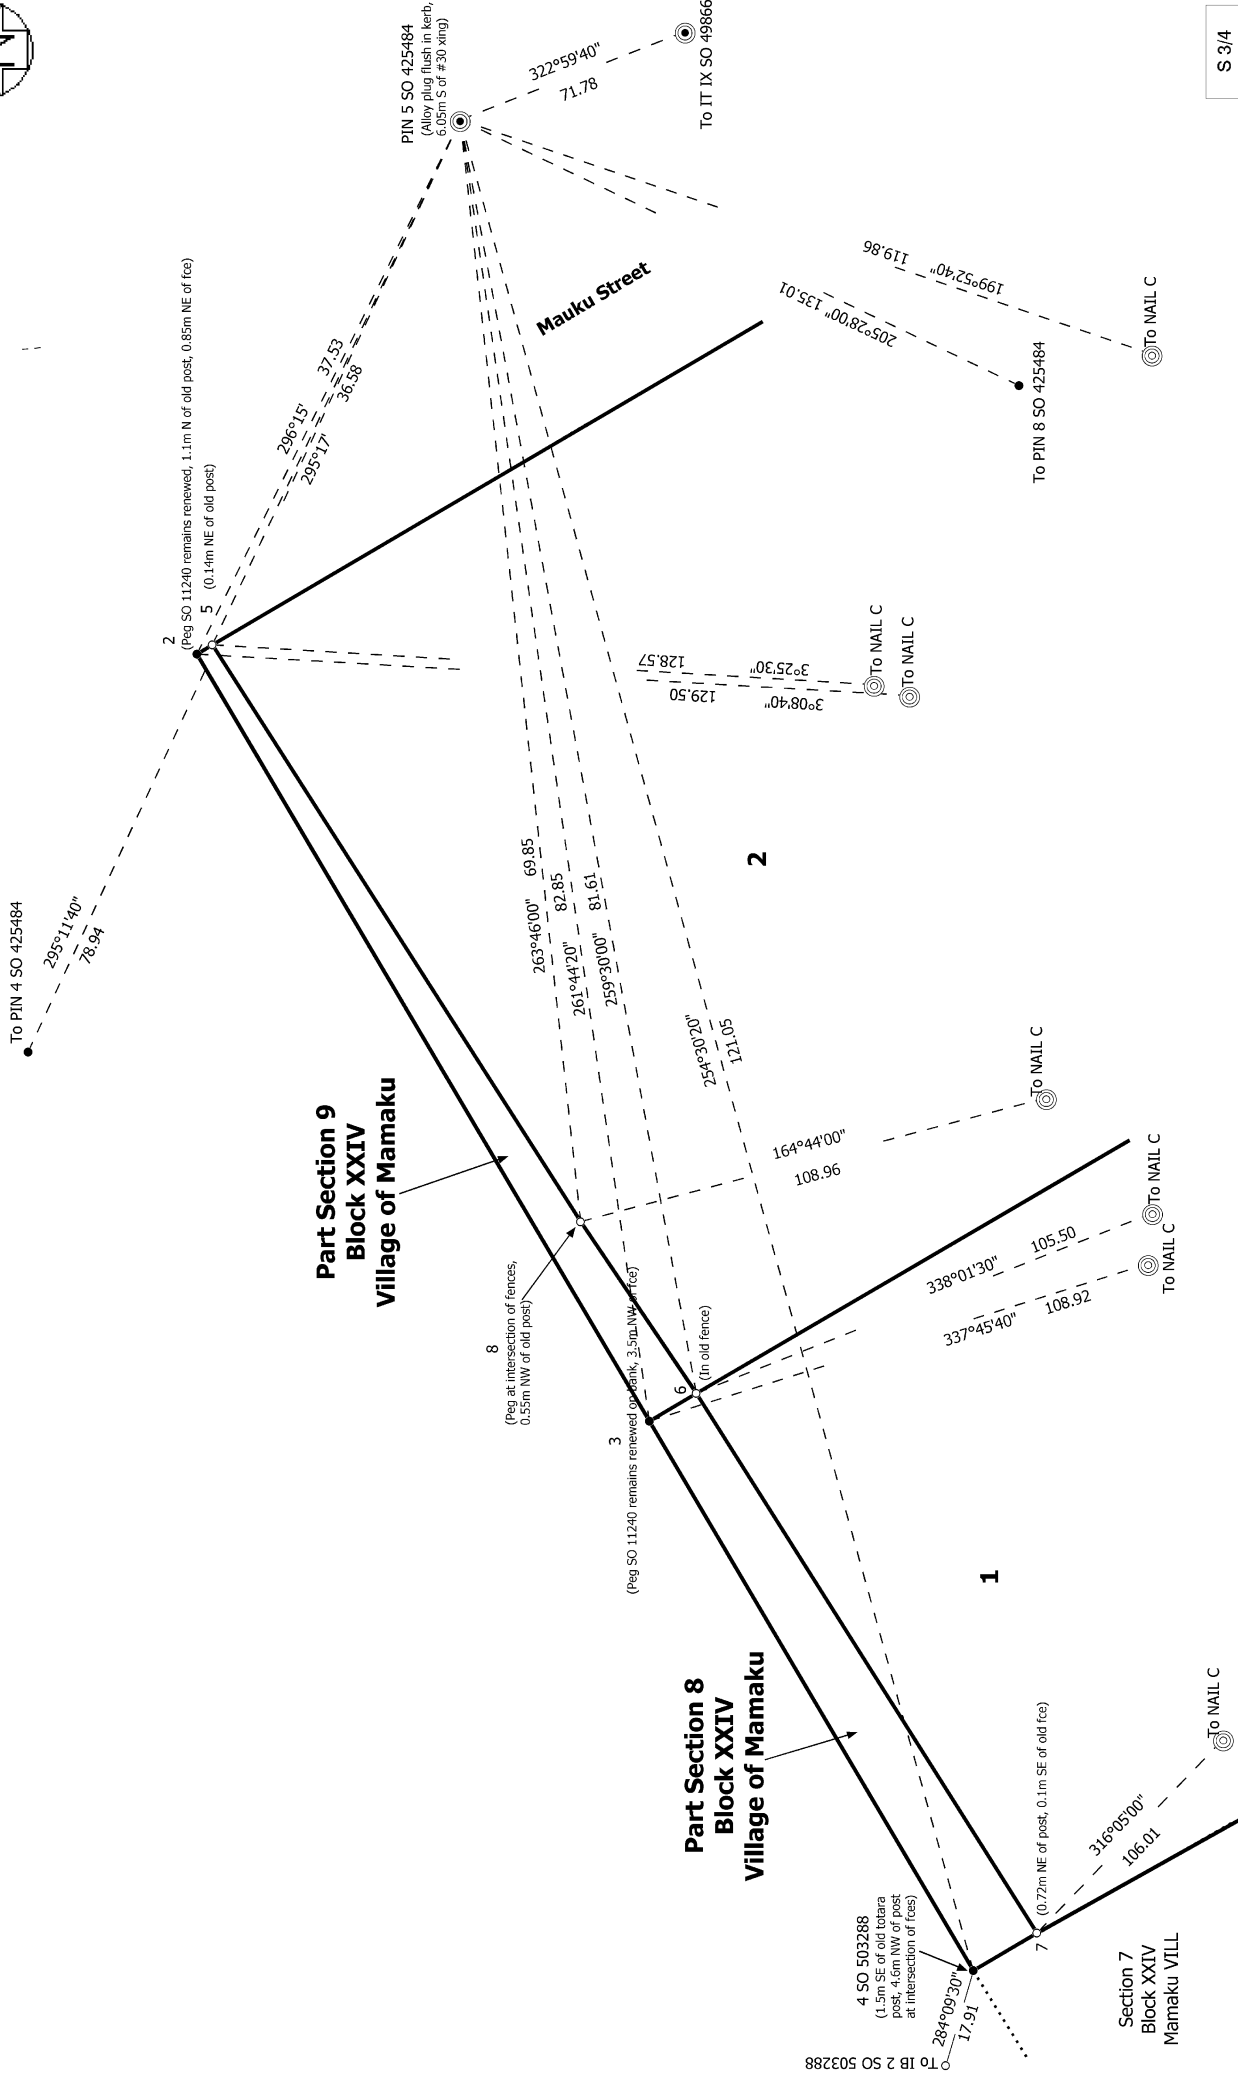 N
S 3/4
PIN 5 SO 425484
(Alloy plug flush in kerb,
6.05m S of #30 xing)
322°59'40"
71.78
To IT IX SO 49866
2
(Peg SO 11240 remains renewed, 1.1m N of old post, 0.85m NE of fce)
5
(0.14m NE of old post)
37.53
296°15'
36.58
295°17'
Mauku Street
119.86
199°52'40"
205°28'00" 135.01
To NAIL C
To PIN 8 SO 425484
128.57
3°25'30"
To NAIL C
129.50
3°08'40"
To NAIL C
To PIN 4 SO 425484
295°11'40"
78.94
69.85
263°46'00"
82.85
261°44'20"
81.61
259°30'00"
254°30'20"
121.05
2
Part Section 9
Block XXIV
Village of Mamaku
164°44'00"
108.96
To NAIL C
8
(Peg at intersection of fences,
0.55m NW of old post)
3
(Peg SO 11240 remains renewed on bank, 3.5m NW of fce)
6
(In old fence)
338°01'30"
105.50
To NAIL C
337°45'40"
108.92
To NAIL C
1
Part Section 8
Block XXIV
Village of Mamaku
4 SO 503288
(1.5m SE of old totara
post, 4.6m NW of post
at intersection of fces)
284°09'30"
17.91
To IB 2 SO 503288
7
(0.72m NE of post, 0.1m SE of old fce)
316°05'00"
106.01
To NAIL C
Section 7
Block XXIV
Mamaku VILL